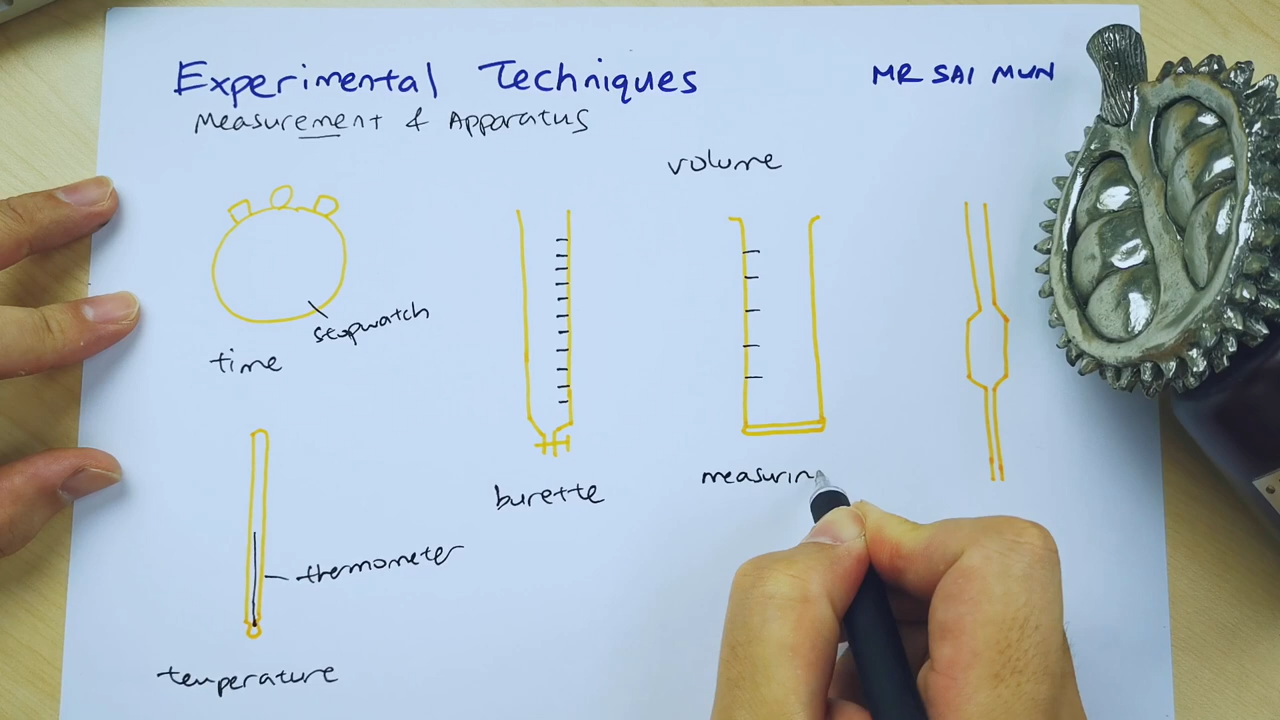 Experimental Techniques
MR SAI MUN
Measurement & Apparatus
volume
stopwatch
time
measurin
burette
thermometer
temperature